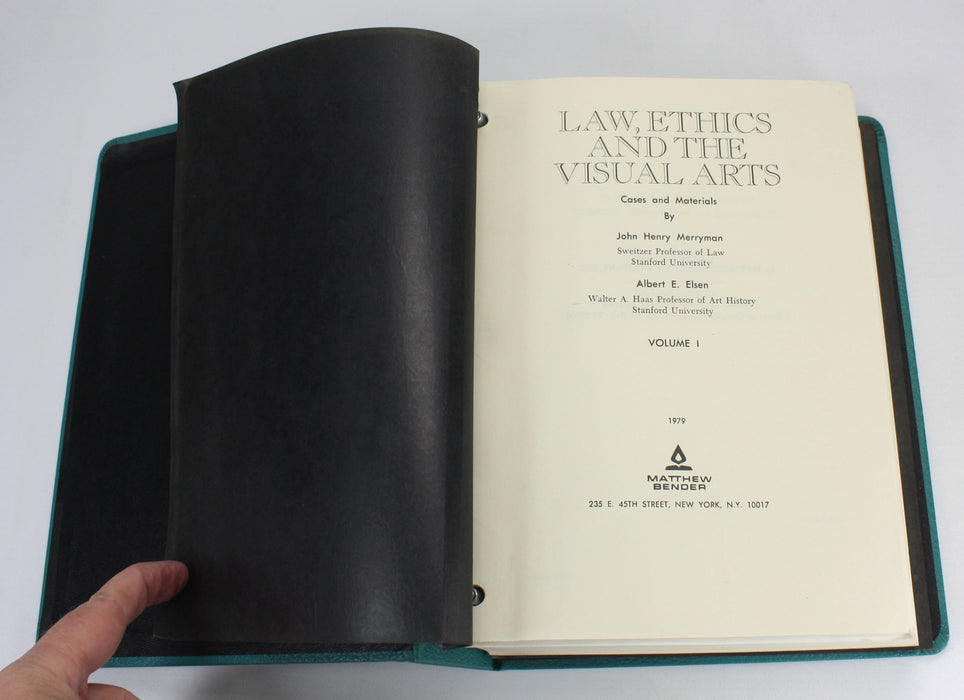 LAW, ETHICS
AND THE
VISUAL ARTS
Cases and Materials
By
John Henry Merryman
Sweitzer Professor of Law
Stanford University
Albert E. Elsen
Walter A. Haas Professor of Art History
Stanford University
VOLUME I
1979
MATTHEW
BENDER
235 E. 45TH STREET, NEW YORK, N.Y. 10017